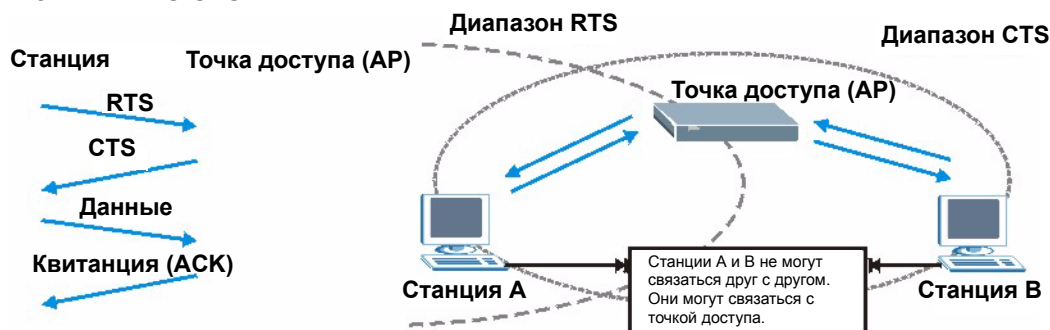 Диапазон RTS
Диапазон CTS
Станция
Точка доступа (AP)
Точка доступа (AP)
RTS
CTS
Данные
Квитанция (ACK)
Станция A
Станции А и В не могут
связаться друг с другом.
Они могут связаться с
точкой доступа.
Станция B